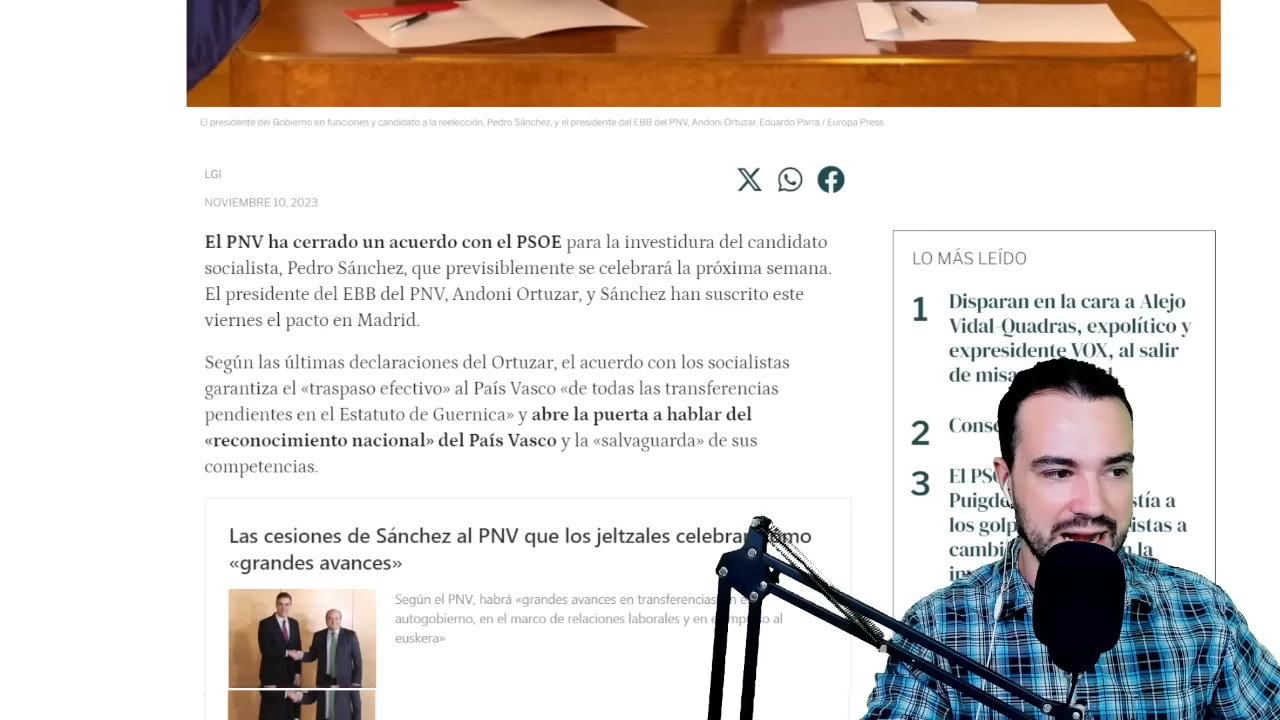 El presidente del Gobierno en funciones y candidato a la reelección, Pedro Sánchez, y el presidente del EBB del PNV, Andoni Ortuzar. Eduardo Parra / Europa Press.
LGI
NOVIEMBRE 10, 2023
El PNV ha cerrado un acuerdo con el PSOE para la investidura del candidato
socialista, Pedro Sánchez, que previsiblemente se celebrará la próxima semana.
El presidente del EBB del PNV, Andoni Ortuzar, y Sánchez han suscrito este
viernes el pacto en Madrid.
Según las últimas declaraciones del Ortuzar, el acuerdo con los socialistas
garantiza el «traspaso efectivo» al País Vasco «de todas las transferencias
pendientes en el Estatuto de Guernica» y abre la puerta a hablar del
«reconocimiento nacional» del País Vasco y la «salvaguarda» de sus
competencias.
Las cesiones de Sánchez al PNV que los jeltzales celebran como
«grandes avances»
Según el PNV, habrá «grandes avances en transferencias en
autogobierno, en el marco de relaciones laborales y en el impulso al
euskera»
LO MÁS LEÍDO
1 Disparan en la cara a Alejo
Vidal-Quadras, expolítico y
expresidente VOX, al salir
de misa
2
3 El
los istas a
la